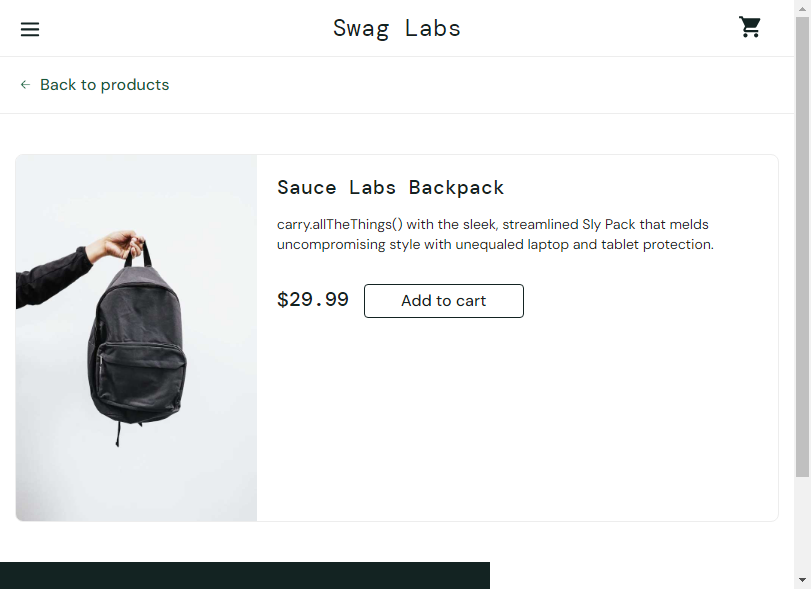 Swag Labs
Back to products
Sauce Labs Backpack
carry.allTheThings() with the sleek, streamlined Sly Pack that melds
uncompromising style with unequaled laptop and tablet protection.
$29.99
Add to cart